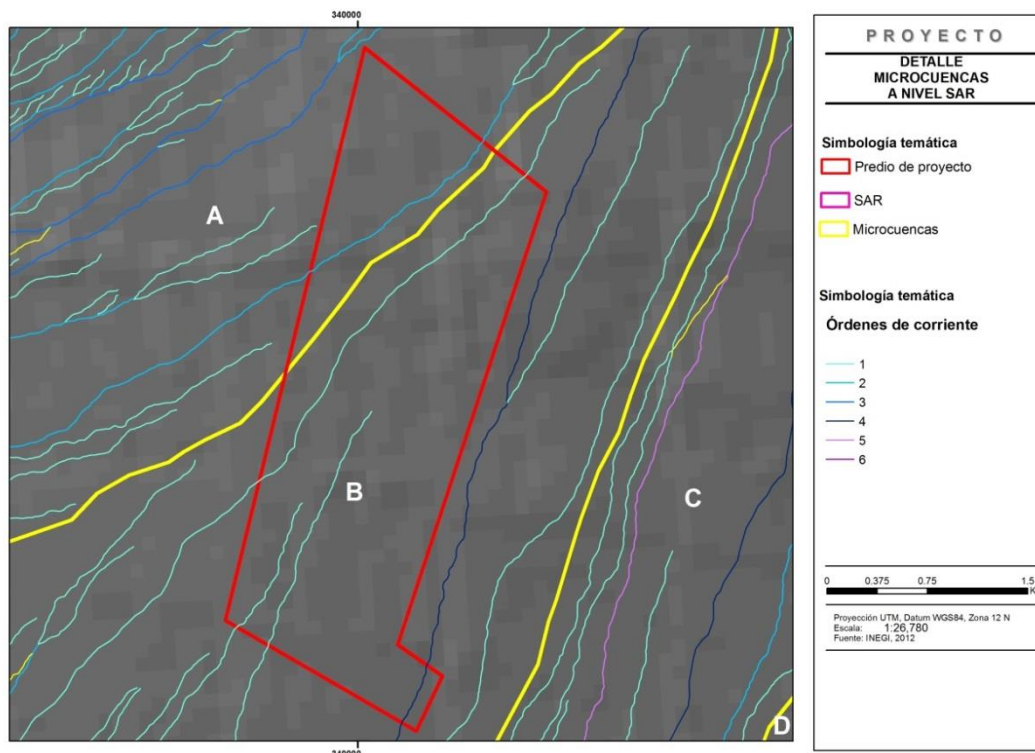 340000
A
B
C
D
340000
PROYECTO
DETALLE
MICROCUENCAS
A NIVEL SAR
Simbología temática
Predio de proyecto
SAR
Microcuencas
Simbología temática
Órdenes de corriente
1
2
3
4
5
6
0 0.375 0.75 1.5
K
Proyección UTM, Datum WGS84, Zona 12 N
Escala: 1:26,780
Fuente: INEGI, 2012